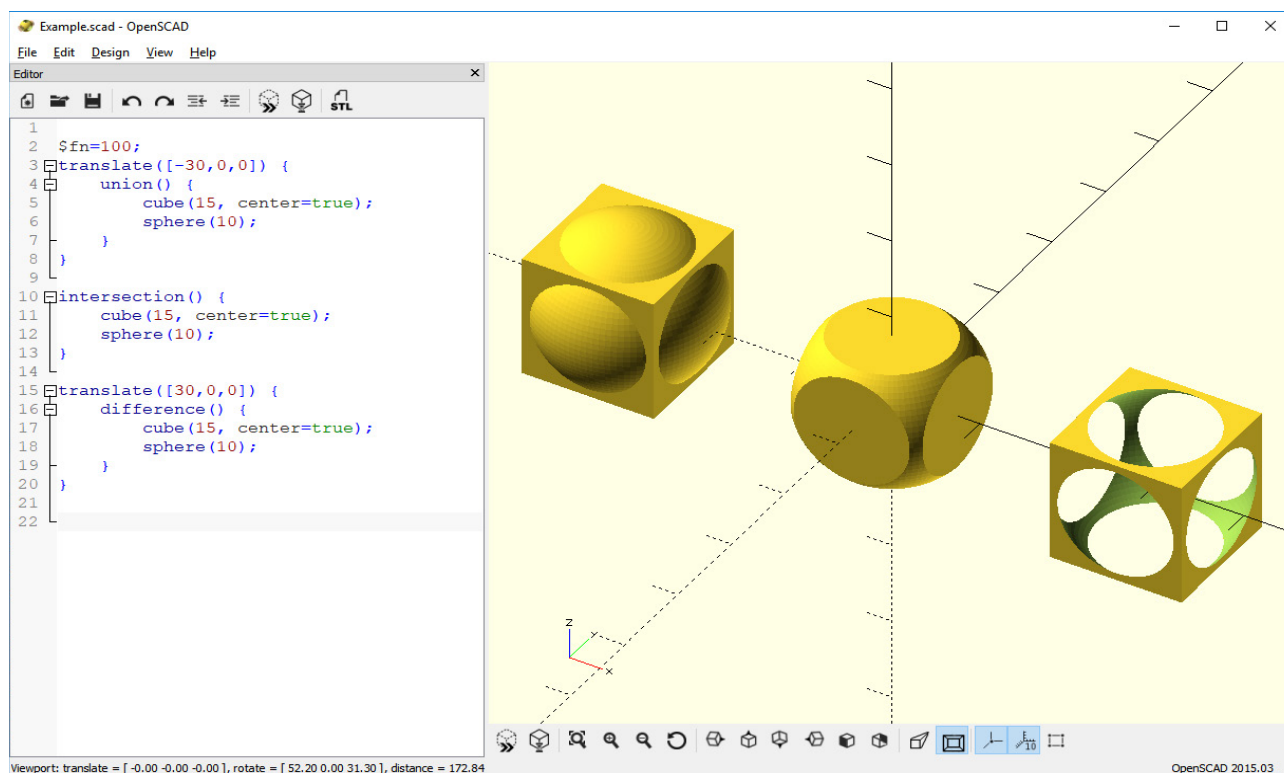 Example.scad - OpenSCAD
File Edit Design View Help
Editor
STL
1
2 $fn=100;
3 translate([-30,0,0]) {
4 union() {
5 cube(15, center=true);
6 sphere(10);
7 }
8 }
9
10 intersection() {
11 cube(15, center=true);
12 sphere(10);
13 }
14
15 translate([30,0,0]) {
16 difference() {
17 cube(15, center=true);
18 sphere(10);
19 }
20 }
21
22
z
y
x
10
Viewport: translate = [ -0.00 -0.00 -0.00 ], rotate = [ 52.20 0.00 31.30 ], distance = 172.84
OpenSCAD 2015.03